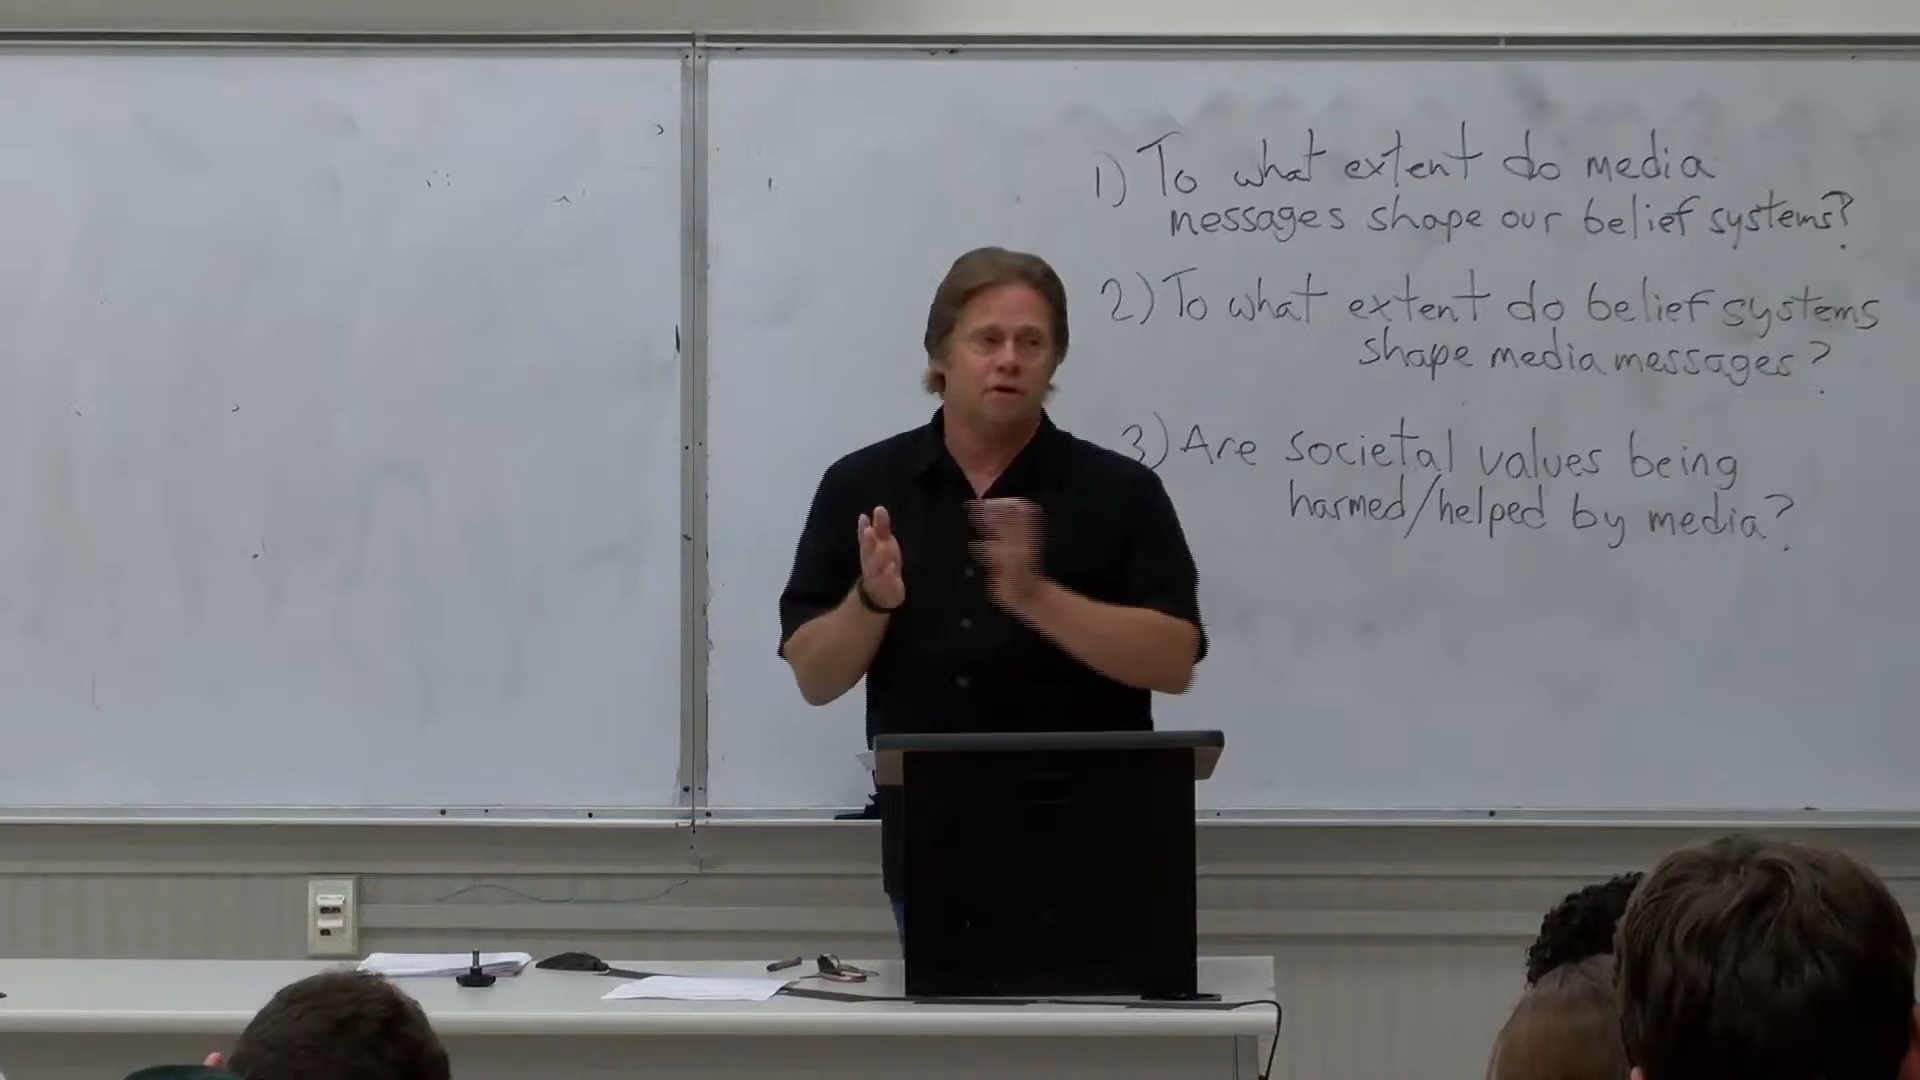 1) To what extent do media
messages shape our belief systems?
2) To what extent do belief systems
shape media messages?
3) Are societal values being
harmed/helped by media?